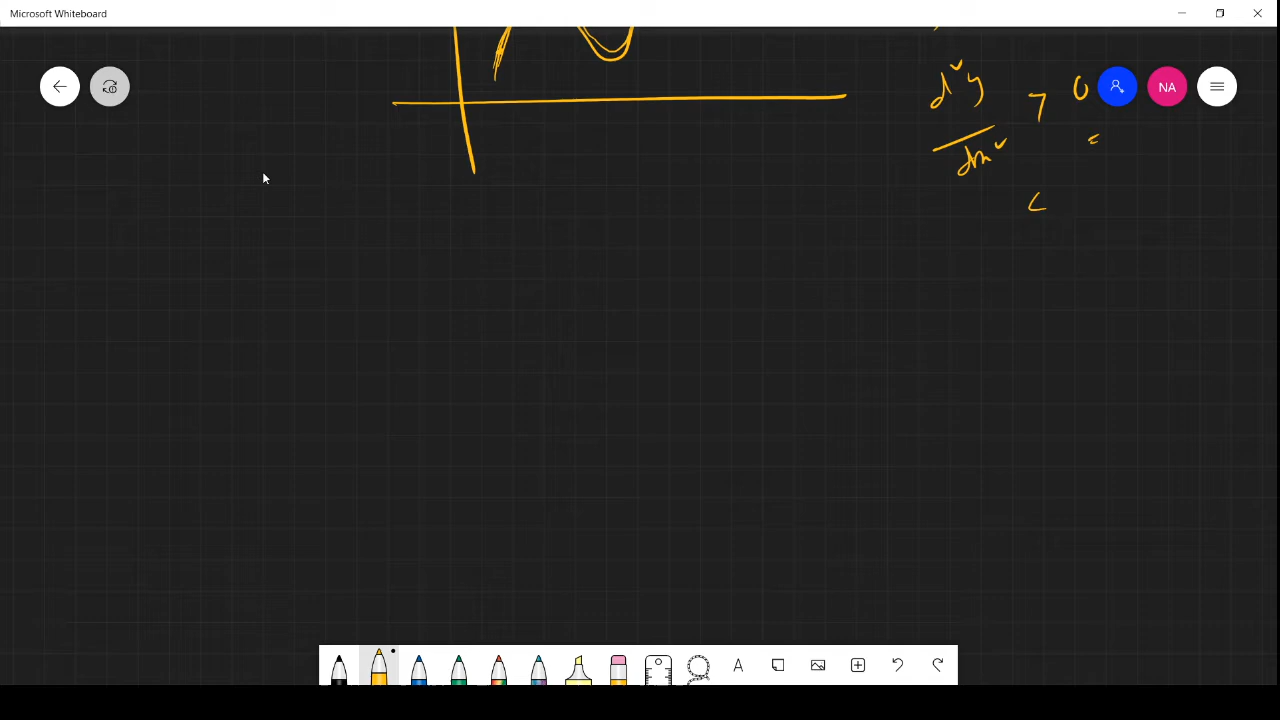 Microsoft Whiteboard
NA
d²y
> 0
dx²
=
<
A